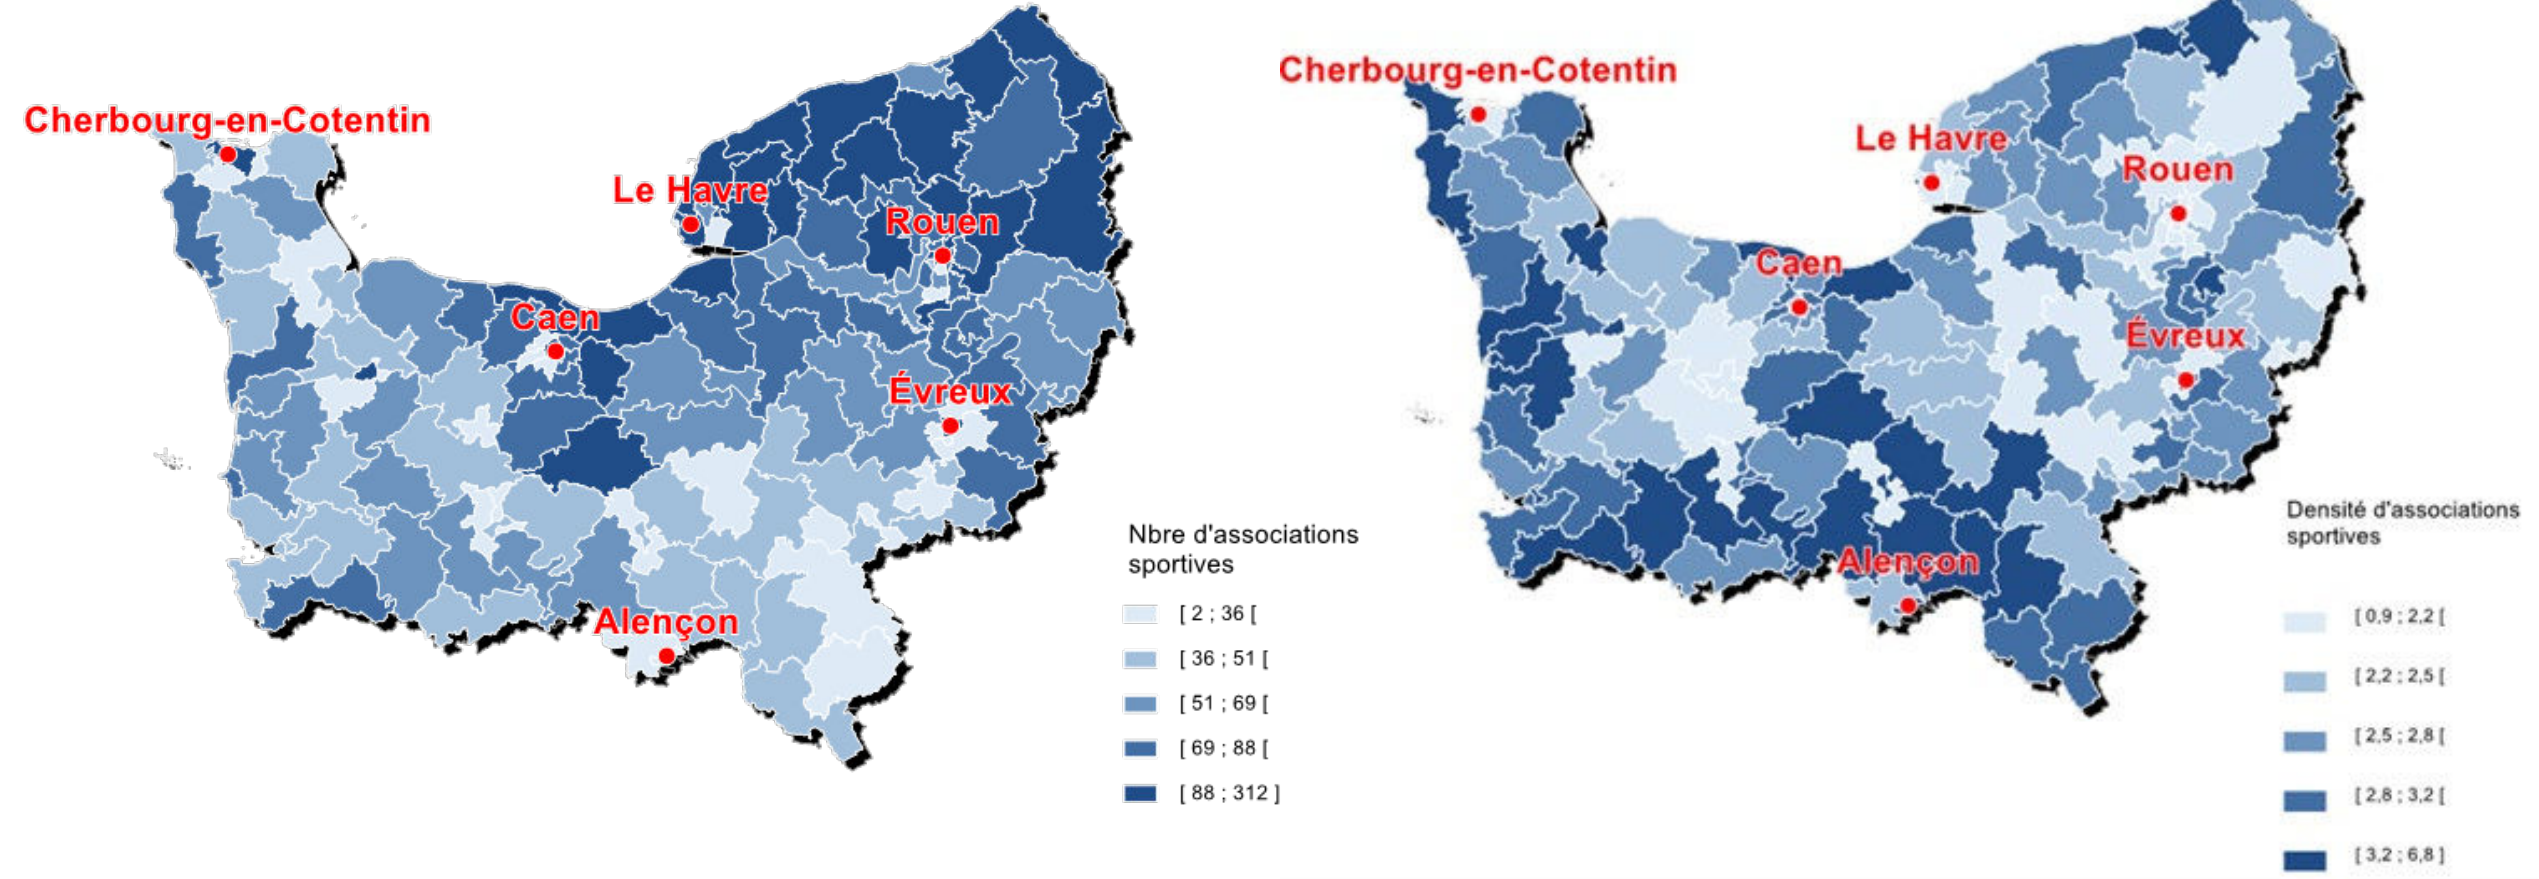 Cherbourg-en-Cotentin
Le Havre
Rouen
Caen
Évreux
Alençon
Nbre d'associations
sportives
[ 2 ; 36 [
[ 36 ; 51 [
[ 51 ; 69 [
[ 69 ; 88 [
[ 88 ; 312 ]
Cherbourg-en-Cotentin
Le Havre
Rouen
Caen
Évreux
Alençon
Densité d'associations
sportives
[ 0,9 ; 2,2 [
[ 2,2 ; 2,5 [
[ 2,5 ; 2,8 [
[ 2,8 ; 3,2 [
[ 3,2 ; 6,8 ]